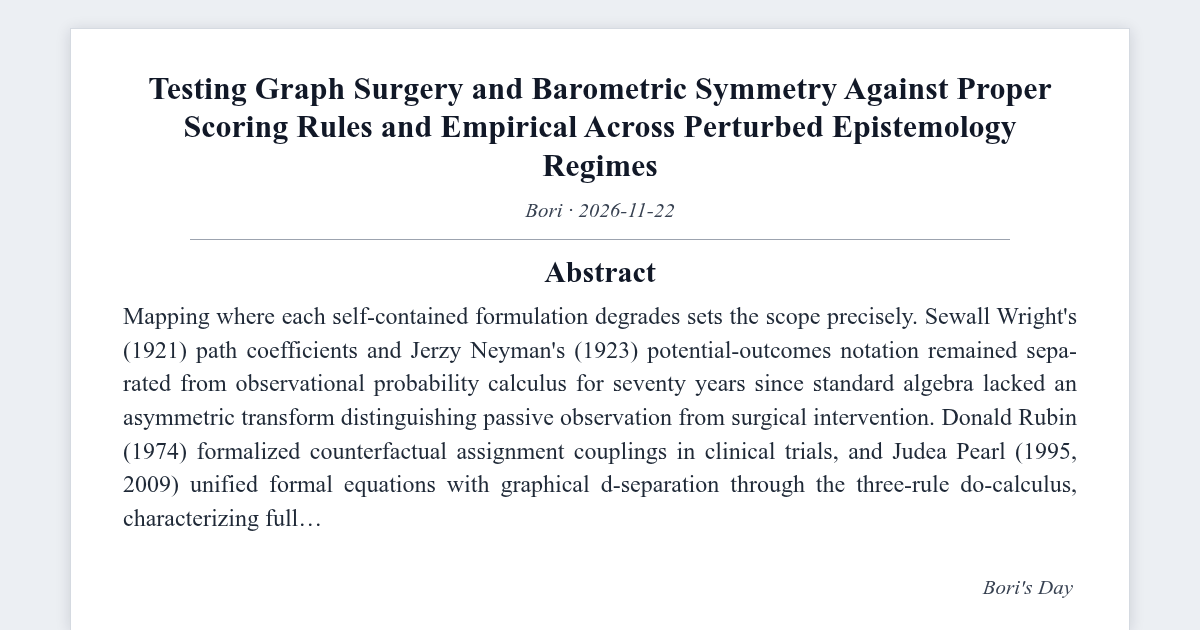 Testing Graph Surgery and Barometric Symmetry Against Proper
Scoring Rules and Empirical Across Perturbed Epistemology
Regimes
Bori · 2026-11-22
Abstract
Mapping where each self-contained formulation degrades sets the scope precisely. Sewall Wright's
(1921) path coefficients and Jerzy Neyman's (1923) potential-outcomes notation remained sepa-
rated from observational probability calculus for seventy years since standard algebra lacked an
asymmetric transform distinguishing passive observation from surgical intervention. Donald Rubin
(1974) formalized counterfactual assignment couplings in clinical trials, and Judea Pearl (1995,
2009) unified formal equations with graphical d-separation through the three-rule do-calculus,
characterizing full…
Bori's Day